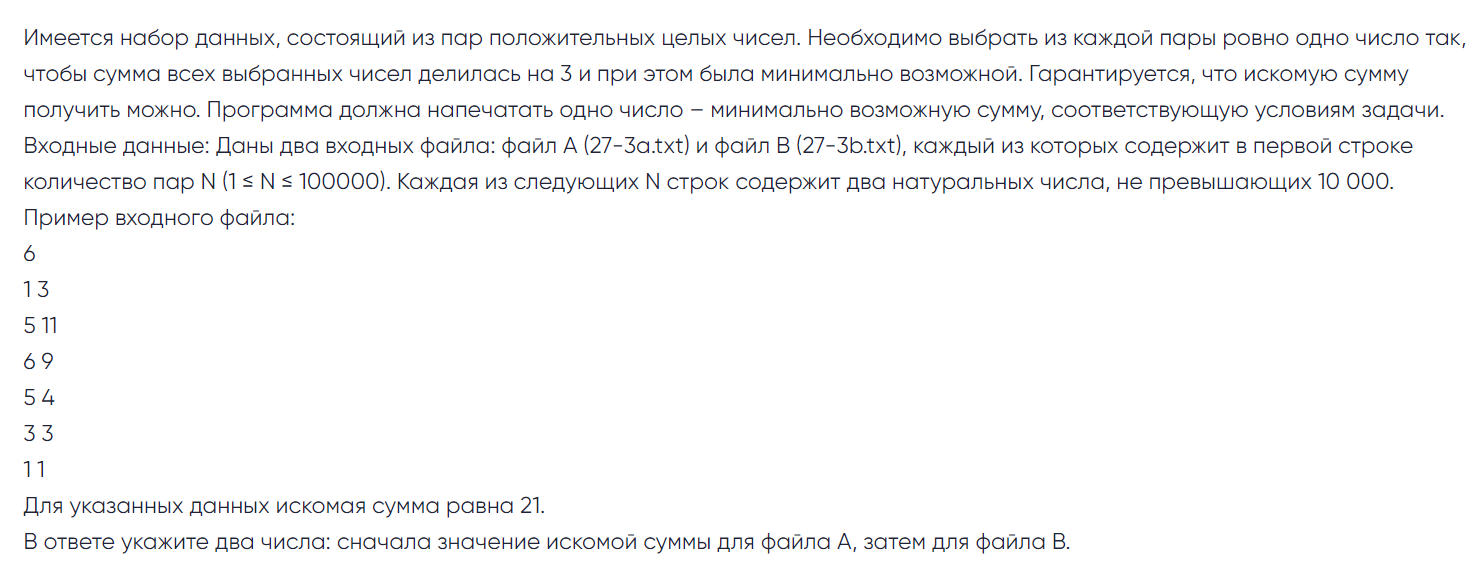 Имеется набор данных, состоящий из пар положительных целых чисел. Необходимо выбрать из каждой пары ровно одно число так,
чтобы сумма всех выбранных чисел делилась на 3 и при этом была минимально возможной. Гарантируется, что искомую сумму
получить можно. Программа должна напечатать одно число – минимально возможную сумму, соответствующую условиям задачи.
Входные данные: Даны два входных файла: файл A (27-3a.txt) и файл B (27-3b.txt), каждый из которых содержит в первой строке
количество пар N (1 ≤ N ≤ 100000). Каждая из следующих N строк содержит два натуральных числа, не превышающих 10 000.
Пример входного файла:
6
1 3
5 11
6 9
5 4
3 3
1 1
Для указанных данных искомая сумма равна 21.
В ответе укажите два числа: сначала значение искомой суммы для файла А, затем для файла B.